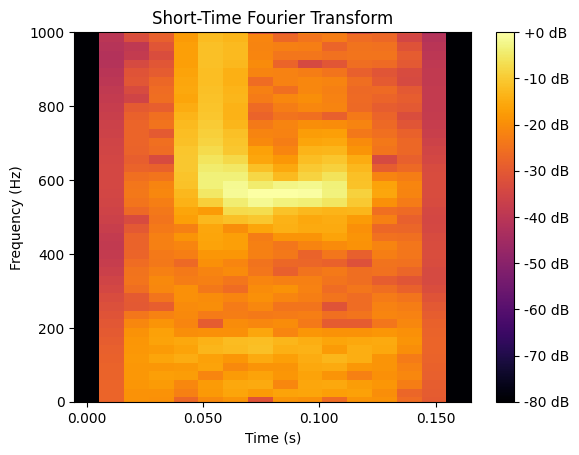 Short-Time Fourier Transform
1000
800
600
400
200
0
Frequency (Hz)
0.000
0.050
0.100
0.150
Time (s)
+0 dB
-10 dB
-20 dB
-30 dB
-40 dB
-50 dB
-60 dB
-70 dB
-80 dB